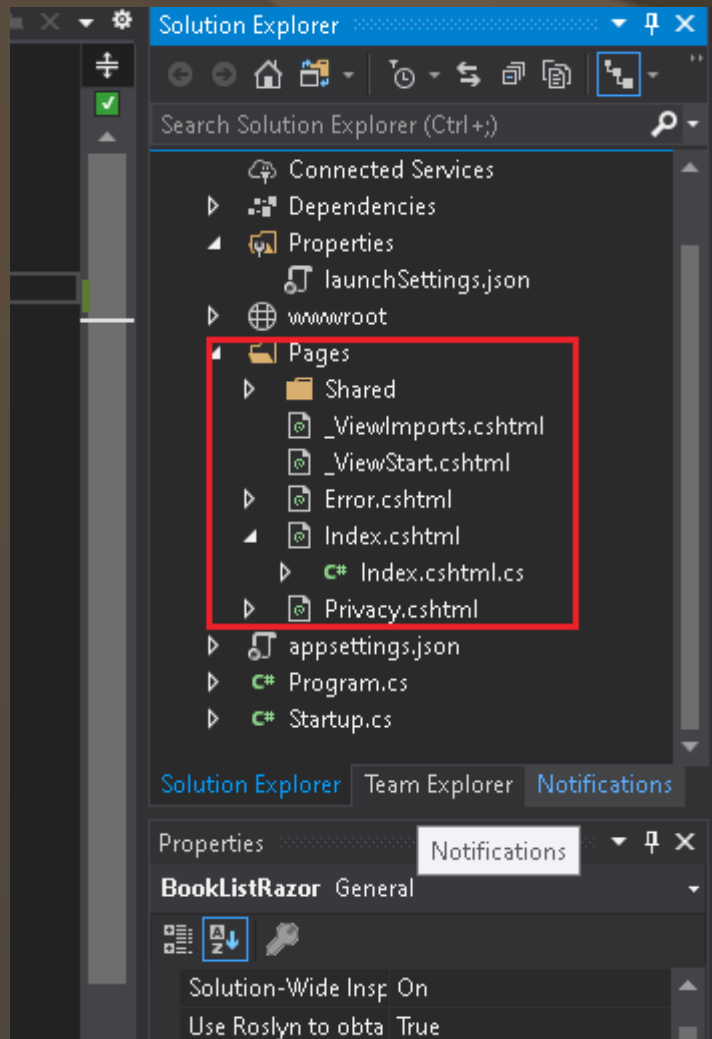 Solution Explorer
Search Solution Explorer (Ctrl+;)
Connected Services
Dependencies
Properties
launchSettings.json
wwwroot
Pages
Shared
_ViewImports.cshtml
_ViewStart.cshtml
Error.cshtml
Index.cshtml
C# Index.cshtml.cs
Privacy.cshtml
appsettings.json
C# Program.cs
C# Startup.cs
Solution Explorer Team Explorer Notifications
Properties
Notifications
BookListRazor General
Solution-Wide Insp On
Use Roslyn to obta True